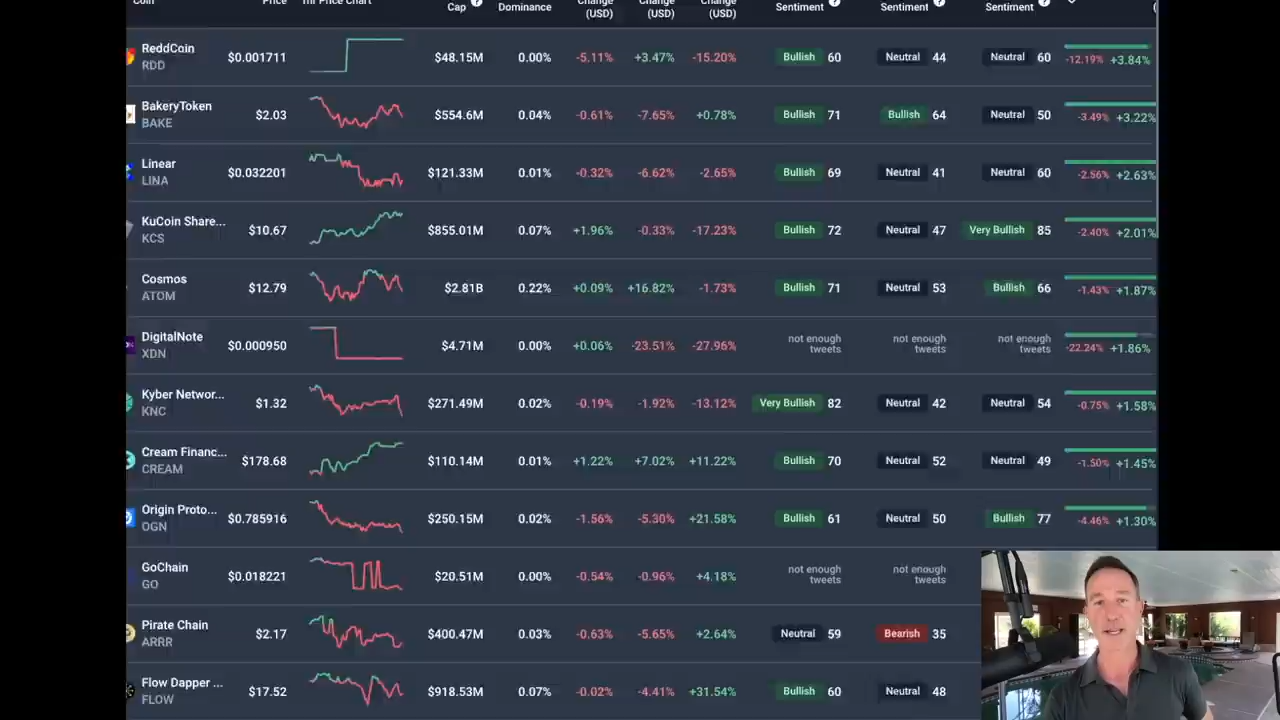 Coin Price 1hr Price Chart Cap ? Dominance Change (USD) Change (USD) Change (USD) Sentiment ? Sentiment ? Sentiment ?
ReddCoin RDD $0.001711 $48.15M 0.00% -5.11% +3.47% -15.20% Bullish 60 Neutral 44 Neutral 60 -12.19% +3.84%
BakeryToken BAKE $2.03 $554.6M 0.04% -0.61% -7.65% +0.78% Bullish 71 Bullish 64 Neutral 50 -3.49% +3.22%
Linear LINA $0.032201 $121.33M 0.01% -0.32% -6.62% -2.65% Bullish 69 Neutral 41 Neutral 60 -2.56% +2.63%
KuCoin Share... KCS $10.67 $855.01M 0.07% +1.96% -0.33% -17.23% Bullish 72 Neutral 47 Very Bullish 85 -2.40% +2.01%
Cosmos ATOM $12.79 $2.81B 0.22% +0.09% +16.82% -1.73% Bullish 71 Neutral 53 Bullish 66 -1.43% +1.87%
DigitalNote XDN $0.000950 $4.71M 0.00% +0.06% -23.51% -27.96% not enough tweets not enough tweets not enough tweets -22.24% +1.86%
Kyber Networ... KNC $1.32 $271.49M 0.02% -0.19% -1.92% -13.12% Very Bullish 82 Neutral 42 Neutral 54 -0.75% +1.58%
Cream Financ... CREAM $178.68 $110.14M 0.01% +1.22% +7.02% +11.22% Bullish 70 Neutral 52 Neutral 49 -1.50% +1.45%
Origin Proto... OGN $0.785916 $250.15M 0.02% -1.56% -5.30% +21.58% Bullish 61 Neutral 50 Bullish 77 -4.46% +1.30%
GoChain GO $0.018221 $20.51M 0.00% -0.54% -0.96% +4.18% not enough tweets not enough tweets
Pirate Chain ARRR $2.17 $400.47M 0.03% -0.63% -5.65% +2.64% Neutral 59 Bearish 35
Flow Dapper ... FLOW $17.52 $918.53M 0.07% -0.02% -4.41% +31.54% Bullish 60 Neutral 48